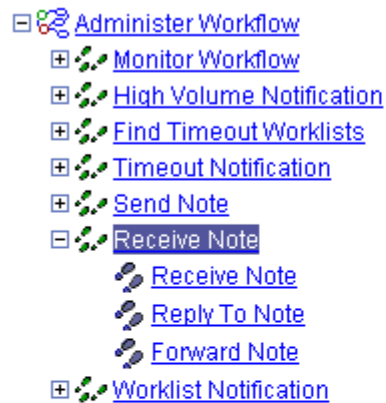 Administer Workflow
Monitor Workflow
High Volume Notification
Find Timeout Worklists
Timeout Notification
Send Note
Receive Note
Receive Note
Reply To Note
Forward Note
Worklist Notification